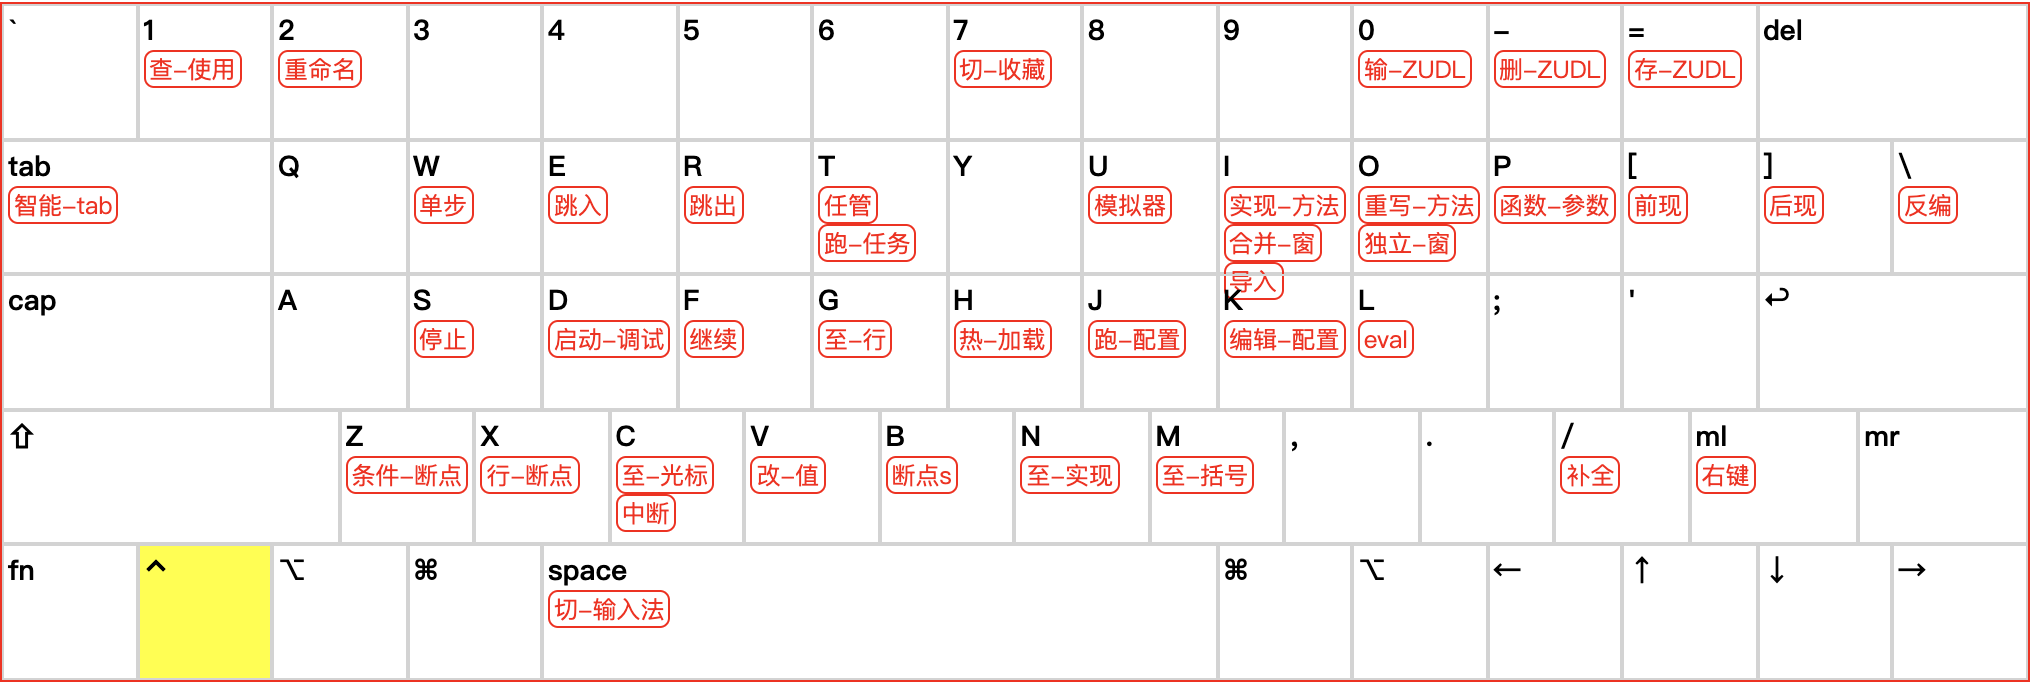 ` 1 2 3 4 5 6 7 8 9 0 – = del
查–使用 重命名 切–收藏 输–ZUDL 删–ZUDL 存–ZUDL
tab Q W E R T Y U I O P [ ] \
智能–tab 单步 跳入 跳出 任管 模拟器 实现–方法 重写–方法 函数–参数 前现 后现 反编
跑–任务 合并–窗 独立–窗
导入
cap A S D F G H J K L ; ' ↩
停止 启动–调试 继续 至–行 热–加载 跑–配置 编辑–配置 eval
⇧ Z X C V B N M , . / ml mr
条件–断点 行–断点 至–光标 改–值 断点s 至–实现 至–括号 补全 右键
中断
fn ^ ⌥ ⌘ space ⌘ ⌥ ← ↑ ↓ →
切–输入法